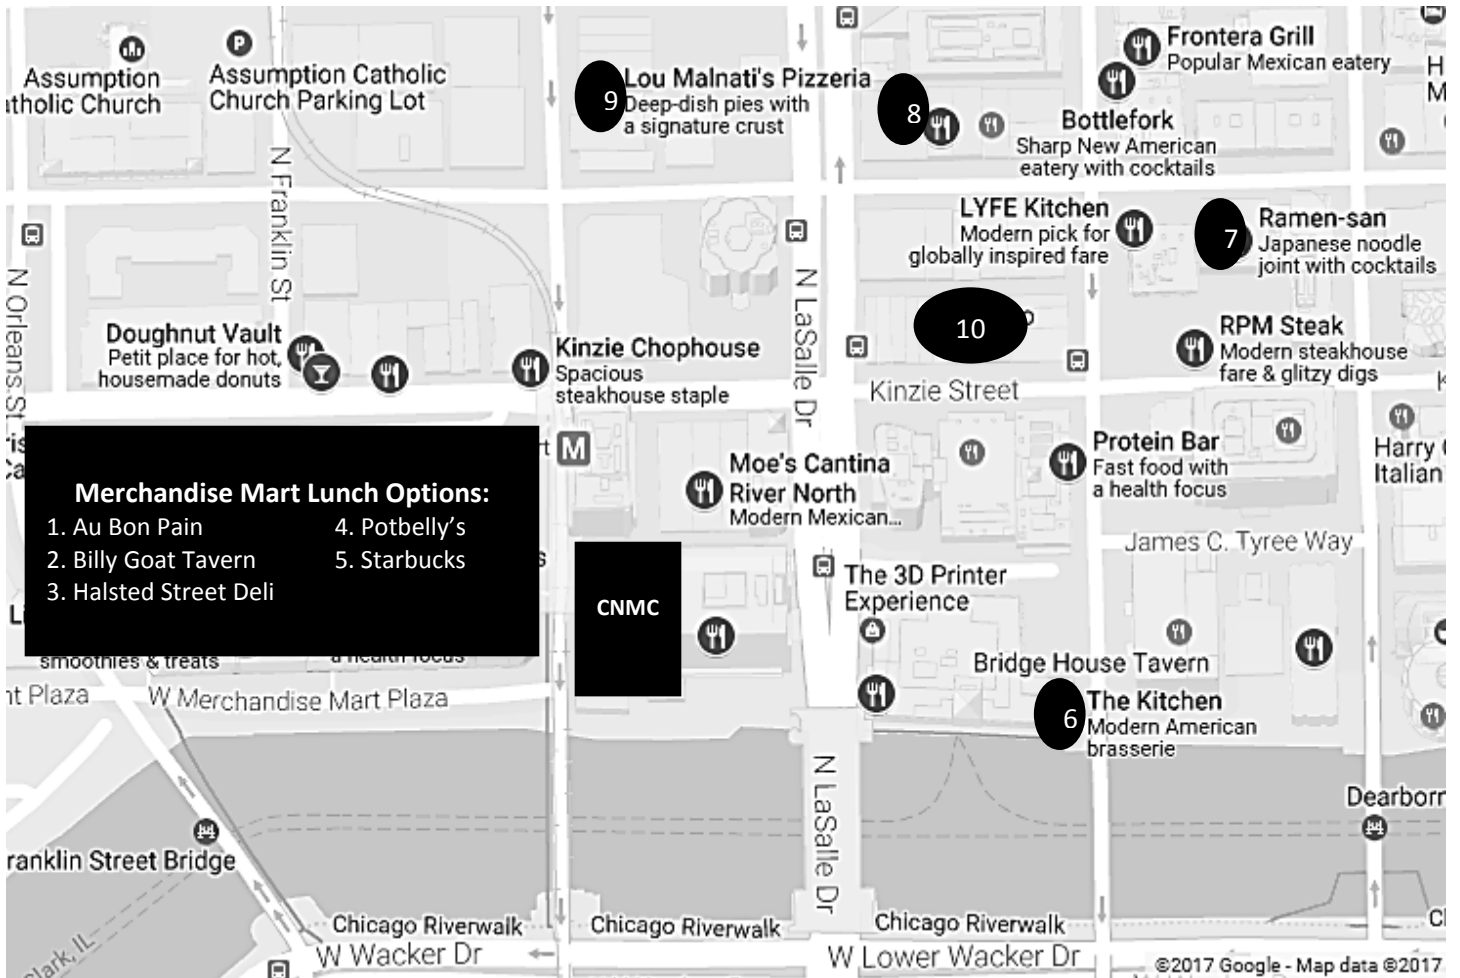 Frontera Grill
Popular Mexican eatery
Assumption
atholic Church
P
Assumption Catholic
Church Parking Lot
9
Lou Malnati's Pizzeria
Deep-dish pies with
a signature crust
8
Bottlefork
Sharp New American
eatery with cocktails
H
M
N Franklin St
LYFE Kitchen
Modern pick for
globally inspired fare
7
Ramen-san
Japanese noodle
joint with cocktails
N Orleans St
N LaSalle Dr
Doughnut Vault
Petit place for hot,
housemade donuts
Kinzie Chophouse
Spacious
steakhouse staple
10
RPM Steak
Modern steakhouse
fare & glitzy digs
Kinzie Street
K
M
Merchandise Mart Lunch Options:
1. Au Bon Pain
2. Billy Goat Tavern
3. Halsted Street Deli
4. Potbelly's
5. Starbucks
Moe's Cantina
River North
Modern Mexican...
Protein Bar
Fast food with
a health focus
Harry
Italian
James C. Tyree Way
CNMC
The 3D Printer
Experience
smoothies & treats
a health focus
Bridge House Tavern
6
The Kitchen
Modern American
brasserie
nt Plaza
W Merchandise Mart Plaza
N LaSalle Dr
Dearborn
ranklin Street Bridge
Chicago Riverwalk
Chicago Riverwalk
Chicago Riverwalk
W Wacker Dr
W Lower Wacker Dr
Clark, IL
©2017 Google - Map data ©2017